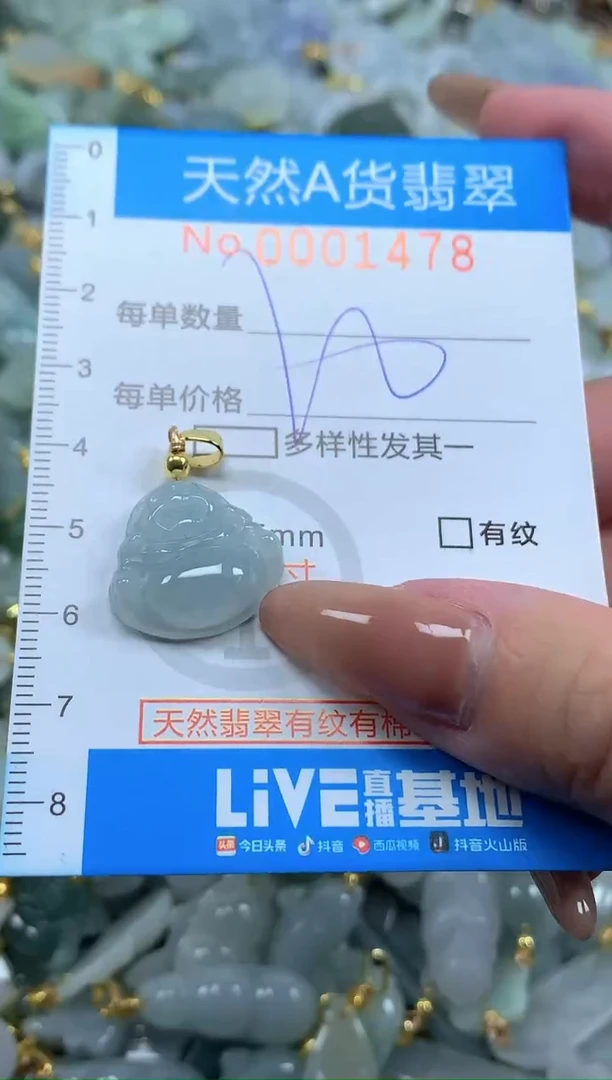 天然A货翡翠
No 0001478
每单数量
每单价格
多样性发其一
mm
有纹
寸
天然翡翠有纹有棉
LiVE直播基地
头条 今日头条 抖音 西瓜视频 抖音火山版
0
1
2
3
4
5
6
7
8